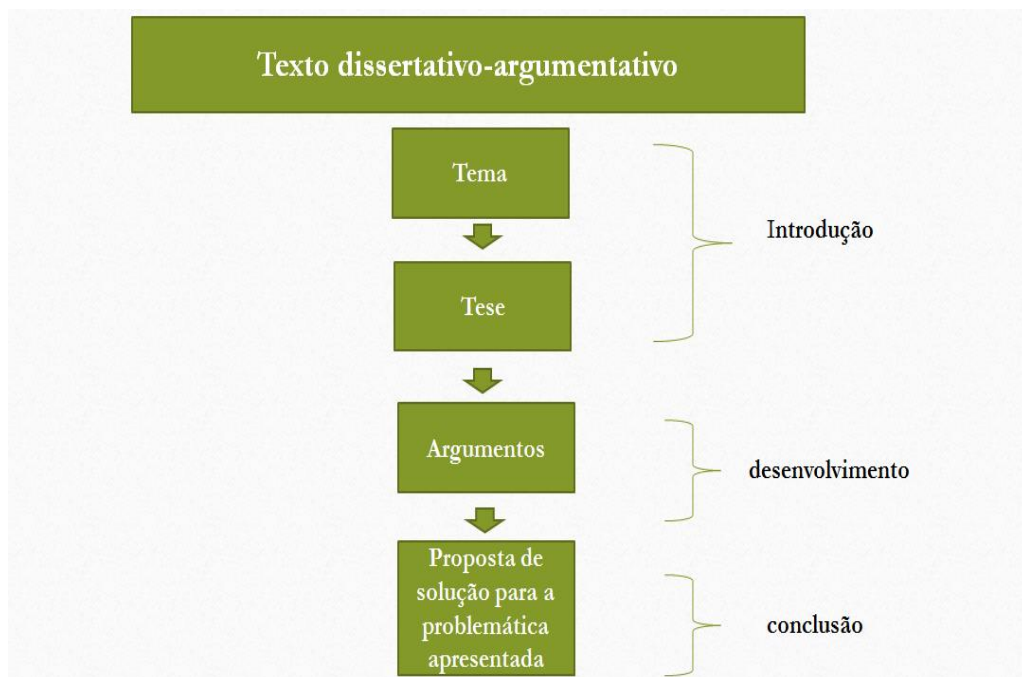 Texto dissertativo-argumentativo
Tema
Introdução
Tese
Argumentos
desenvolvimento
Proposta de
solução para a
problemática
apresentada
conclusão